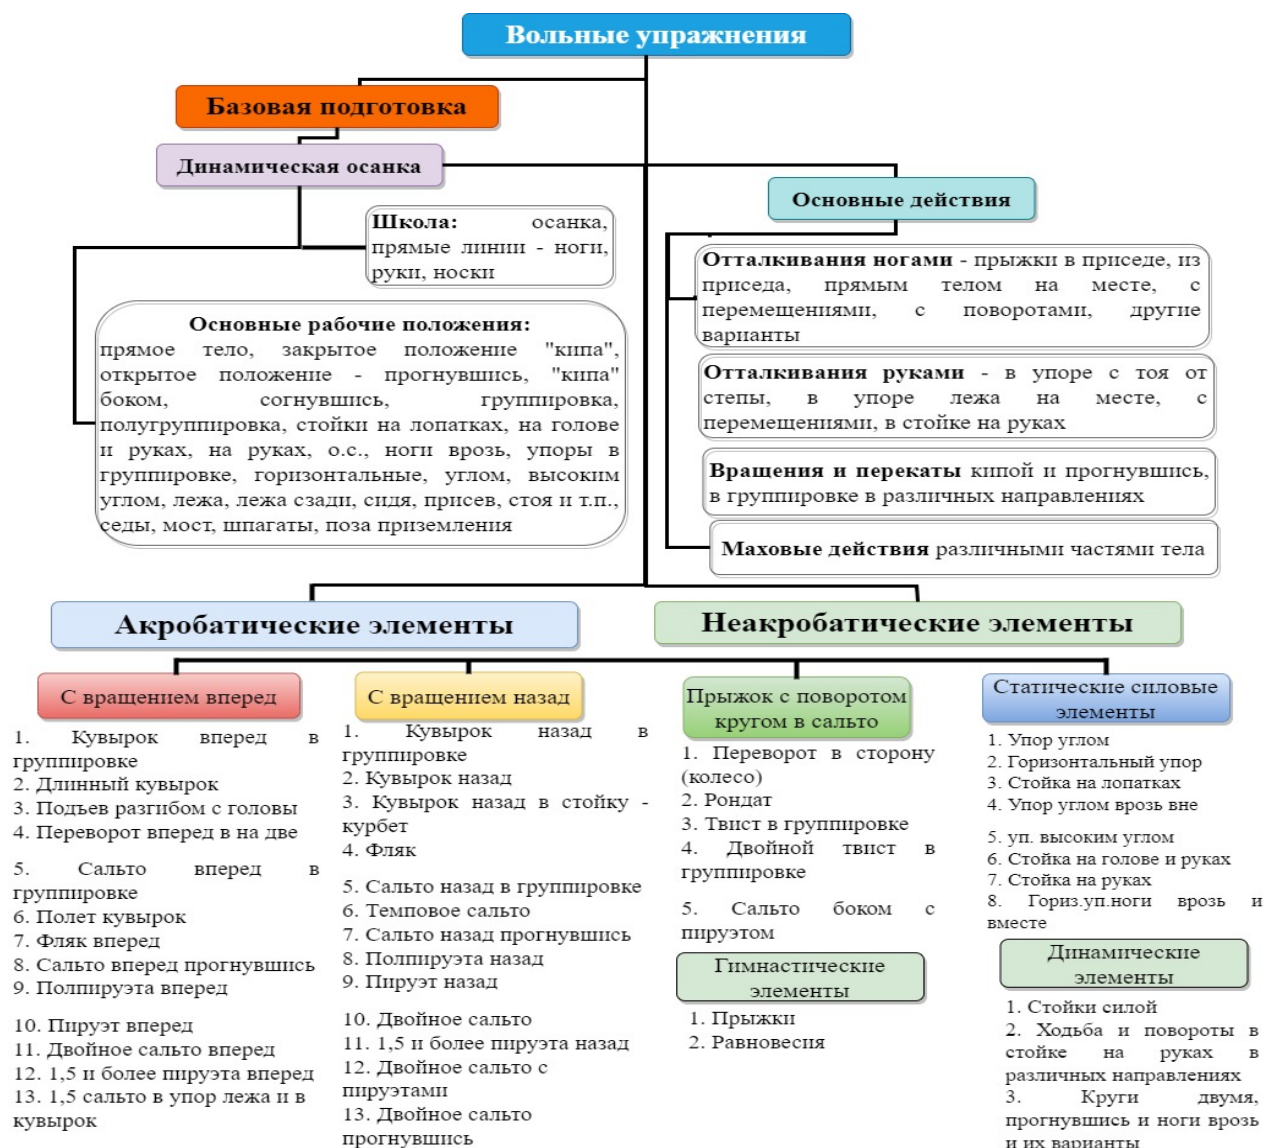 Вольные упражнения
Базовая подготовка
Динамическая осанка
Школа: осанка,
прямые линии - ноги,
руки, носки
Основные рабочие положения:
прямое тело, закрытое положение "кипа",
открытое положение - прогнувшись, "кипа"
боком, согнувшись, группировка,
полугруппировка, стойки на лопатках, на голове
и руках, на руках, о.с., ноги врозь, упоры в
группировке, горизонтальные, углом, высоким
углом, лежа, лежа сзади, сидя, присев, стоя и т.п.,
седы, мост, шпагаты, поза приземления
Основные действия
Отталкивания ногами - прыжки в приседе, из
приседа, прямым телом на месте, с
перемещениями, с поворотами, другие
варианты
Отталкивания руками - в упоре с тоя от
степы, в упоре лежа на месте, с
перемещениями, в стойке на руках
Вращения и перекаты кипой и прогнувшись,
в группировке в различных направлениях
Маховые действия различными частями тела
Акробатические элементы
Неакробатические элементы
С вращением вперед
1. Кувырок вперед в
группировке
2. Длинный кувырок
3. Подъев разгибом с головы
4. Переворот вперед в на две
5. Сальто вперед в
группировке
6. Полет кувырок
7. Фляк вперед
8. Сальто вперед прогнувшись
9. Полпируэта вперед
10. Пируэт вперед
11. Двойное сальто вперед
12. 1,5 и более пируэта вперед
13. 1,5 сальто в упор лежа и в
кувырок
С вращением назад
1. Кувырок назад в
группировке
2. Кувырок назад
3. Кувырок назад в стойку -
курбет
4. Фляк
5. Сальто назад в группировке
6. Темповое сальто
7. Сальто назад прогнувшись
8. Полпируэта назад
9. Пируэт назад
10. Двойное сальто
11. 1,5 и более пируэта назад
12. Двойное сальто с
пируэтами
13. Двойное сальто
прогнувшись
Прыжок с поворотом
кругом в сальто
1. Переворот в сторону
(колесо)
2. Рондат
3. Твист в группировке
4. Двойной твист в
группировке
5. Сальто боком с
пируэтом
Гимнастические
элементы
1. Прыжки
2. Равновесия
Статические силовые
элементы
1. Упор углом
2. Горизонтальный упор
3. Стойка на лопатках
4. Упор углом врозь вне
5. уп. высоким углом
6. Стойка на голове и руках
7. Стойка на руках
8. Гориз.уп.ноги врозь и
вместе
Динамические
элементы
1. Стойки силой
2. Ходьба и повороты в
стойке на руках в
различных направлениях
3. Круги двумя,
прогнувшись и ноги врозь
и их варианты